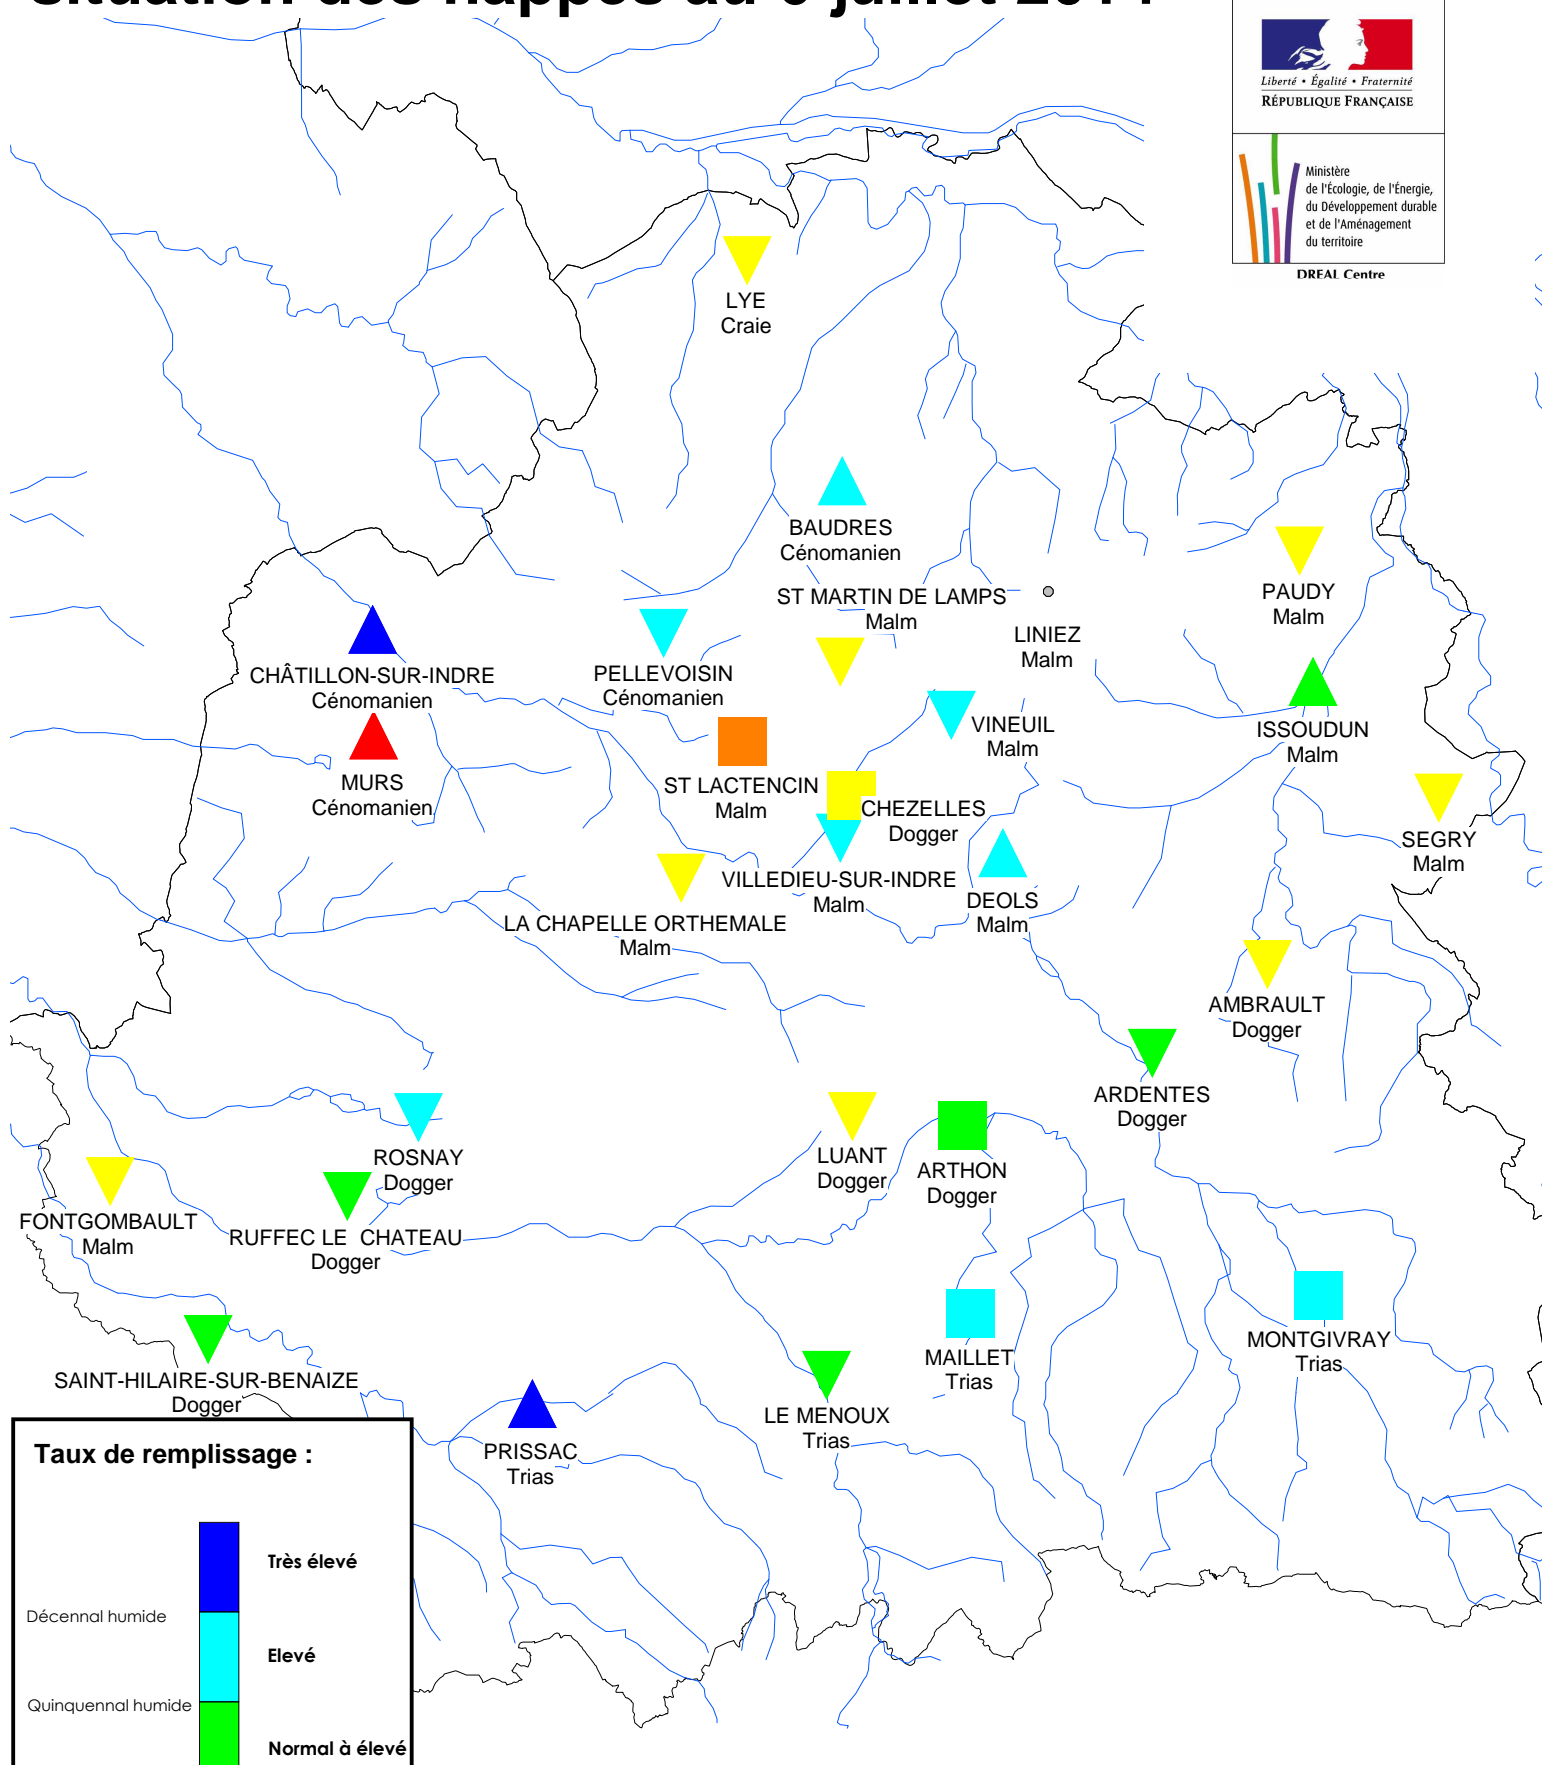 Liberté • Égalité • Fraternité
RÉPUBLIQUE FRANÇAISE
Ministère
de l'Écologie, de l'Énergie,
du Développement durable
et de l'Aménagement
du territoire
DREAL Centre
LYE
Craie
BAUDRES
Cénomanien
ST MARTIN DE LAMPS
Malm
LINIEZ
Malm
PAUDY
Malm
CHÂTILLON-SUR-INDRE
Cénomanien
PELLEVOISIN
Cénomanien
VINEUIL
Malm
ISSOUDUN
Malm
MURS
Cénomanien
ST LACTENCIN
Malm
CHEZELLES
Dogger
SEGRY
Malm
VILLEDIEU-SUR-INDRE
Malm
DEOLS
Malm
LA CHAPELLE ORTHEMALE
Malm
AMBRAULT
Dogger
ARDENTES
Dogger
ROSNAY
Dogger
LUANT
Dogger
ARTHON
Dogger
FONTGOMBAULT
Malm
RUFFEC LE  CHATEAU
Dogger
MONTGIVRAY
Trias
MAILLET
Trias
SAINT-HILAIRE-SUR-BENAIZE
Dogger
LE MENOUX
Trias
PRISSAC
Trias
Taux de remplissage :
Très élevé
Décennal humide
Elevé
Quinquennal humide
Normal à élevé